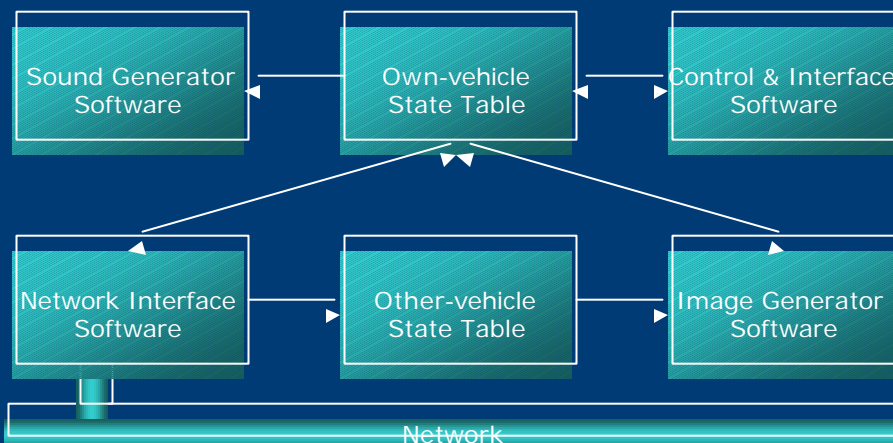 Sound Generator
Software
Own-vehicle
State Table
Control & Interface
Software
Network Interface
Software
Other-vehicle
State Table
Image Generator
Software
Network